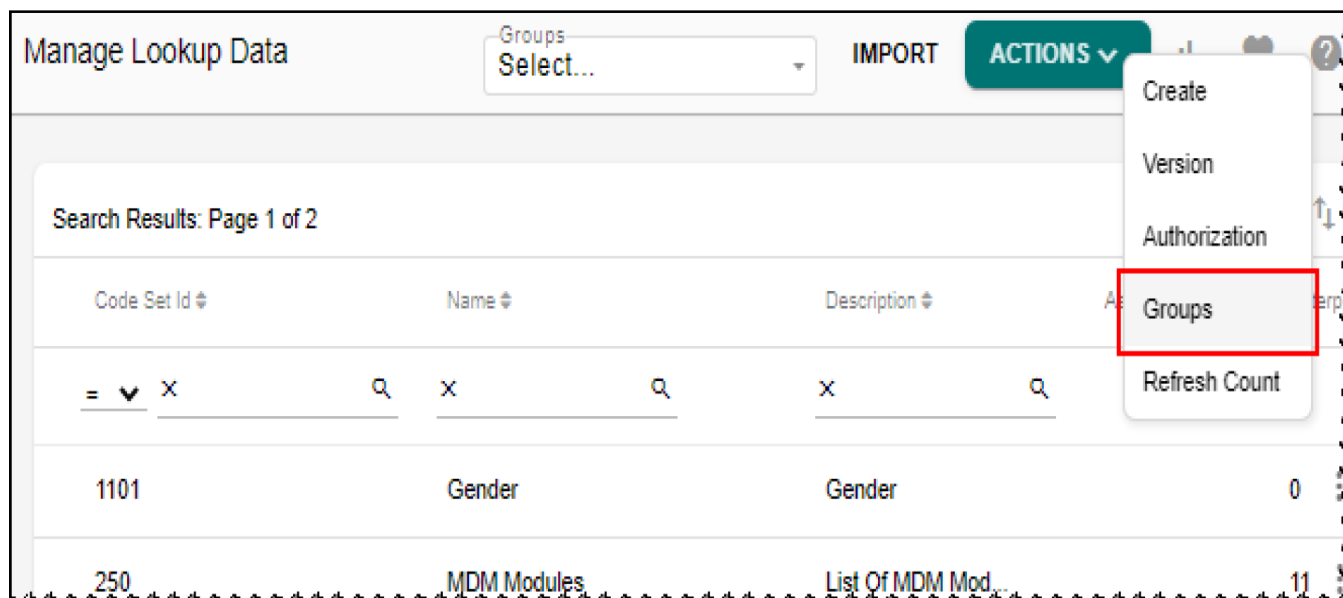 Manage Lookup Data
Groups
Select...
IMPORT
ACTIONS
Create
Version
Authorization
Groups
Refresh Count
Search Results: Page 1 of 2
Code Set Id
Name
Description
=
X
X
X
1101 Gender Gender 0
250 MDM Modules List Of MDM Mod... 11